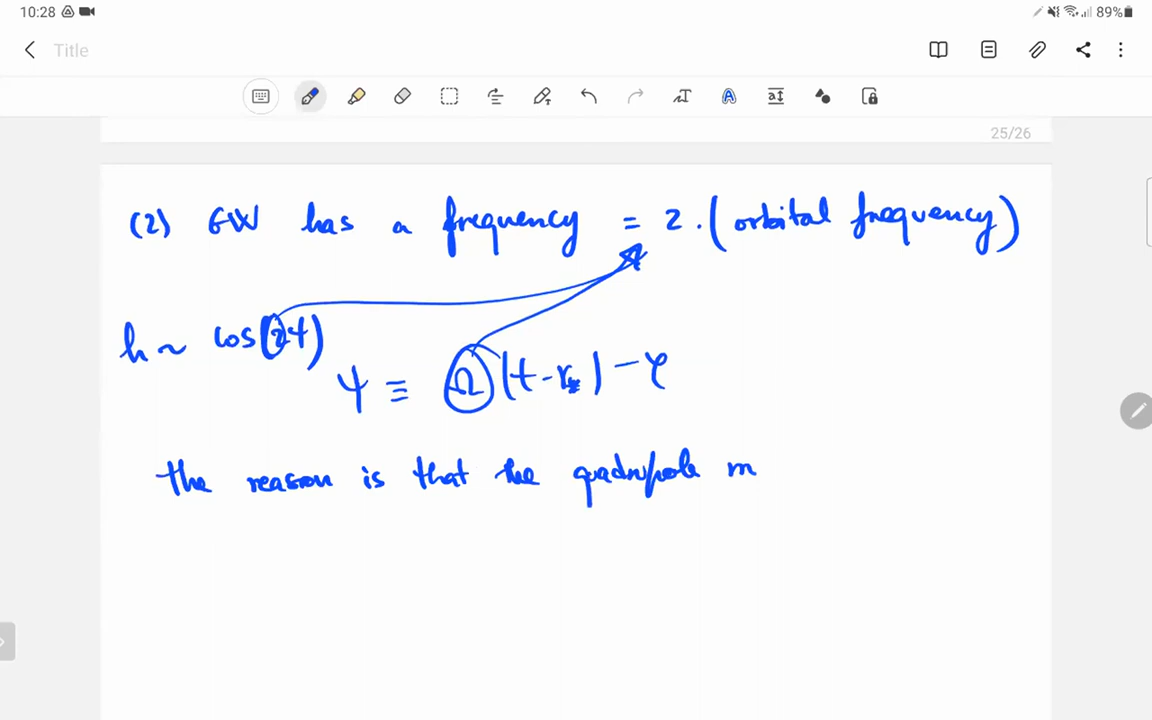 10:28
89%
Title
25/26
(2) GW has a frequency = 2 . (orbital frequency)
h ~ cos(2ψ)
ψ ≡ Ω (t - r*) - φ
the reason is that the quadrupole m